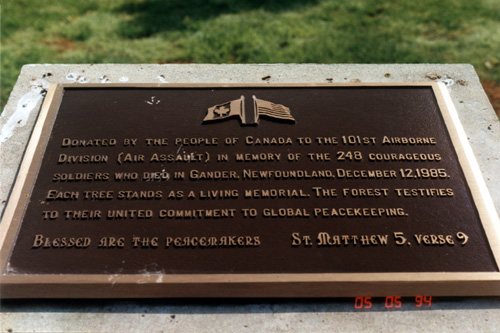 DONATED BY THE PEOPLE OF CANADA TO THE 101ST AIRBORNE
DIVISION (AIR ASSAULT) IN MEMORY OF THE 248 COURAGEOUS
SOLDIERS WHO DIED IN GANDER, NEWFOUNDLAND, DECEMBER 12, 1985.
EACH TREE STANDS AS A LIVING MEMORIAL. THE FOREST TESTIFIES
TO THEIR UNITED COMMITMENT TO GLOBAL PEACEKEEPING.
BLESSED ARE THE PEACEMAKERS ST. MATTHEW 5, VERSE 9
05 05 94